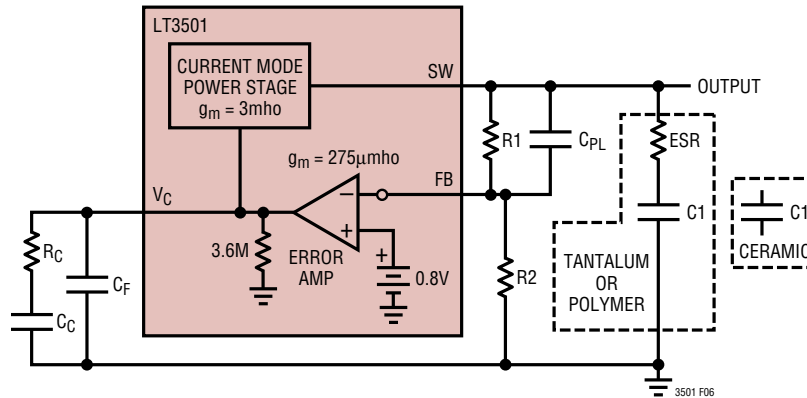 LT3501
CURRENT MODE
POWER STAGE
gm = 3mho
SW
OUTPUT
R1
CPL
ESR
gm = 275μmho
FB
VC
C1
C1
CERAMIC
RC
CF
3.6M
ERROR
AMP
0.8V
R2
TANTALUM
OR
POLYMER
CC
3501 F06
−
+
+